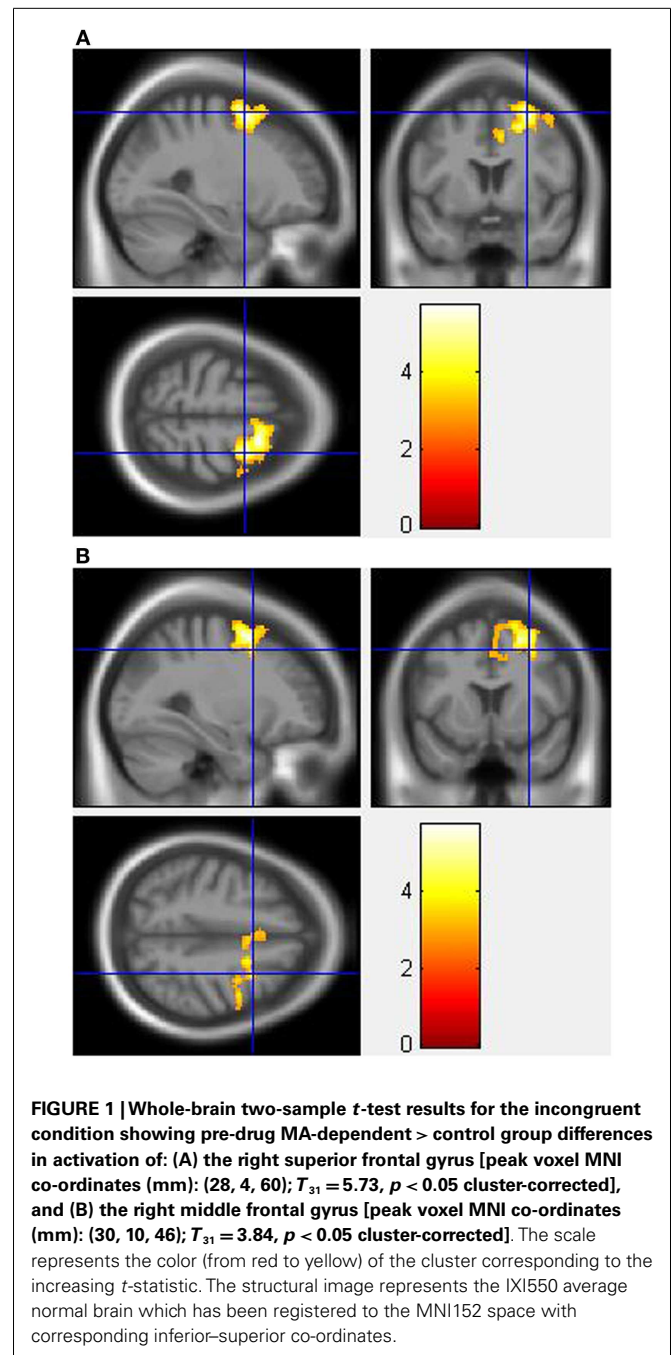 A
4
2
0
B
4
2
0
FIGURE 1 | Whole-brain two-sample t-test results for the incongruent
condition showing pre-drug MA-dependent > control group differences
in activation of: (A) the right superior frontal gyrus [peak voxel MNI
co-ordinates (mm): (28, 4, 60); T31 = 5.73, p < 0.05 cluster-corrected],
and (B) the right middle frontal gyrus [peak voxel MNI co-ordinates
(mm): (30, 10, 46); T31 = 3.84, p < 0.05 cluster-corrected]. The scale
represents the color (from red to yellow) of the cluster corresponding to the
increasing t-statistic. The structural image represents the IXI550 average
normal brain which has been registered to the MNI152 space with
corresponding inferior–superior co-ordinates.